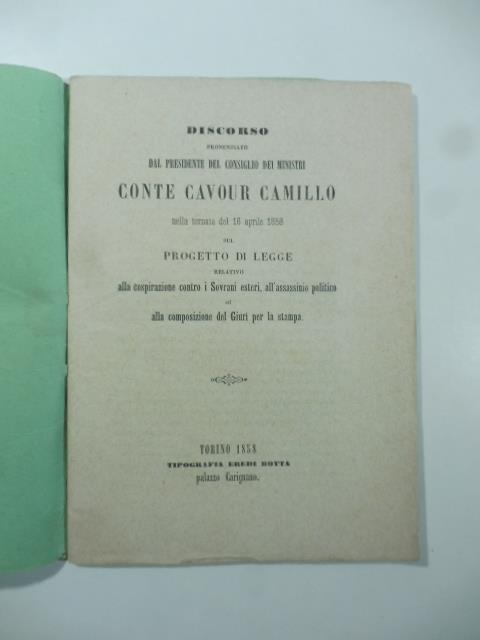 DISCORSO
PRONUNZIATO
DAL PRESIDENTE DEL CONSIGLIO DEI MINISTRI
CONTE CAVOUR CAMILLO
nella tornata del 16 aprile 1858
SUL
PROGETTO DI LEGGE
RELATIVO
alla cospirazione contro i Sovrani esteri, all'assassinio politico
ed
alla composizione del Giurì per la stampa.
TORINO 1858
TIPOGRAFIA EREDI BOTTA
palazzo Carignano.